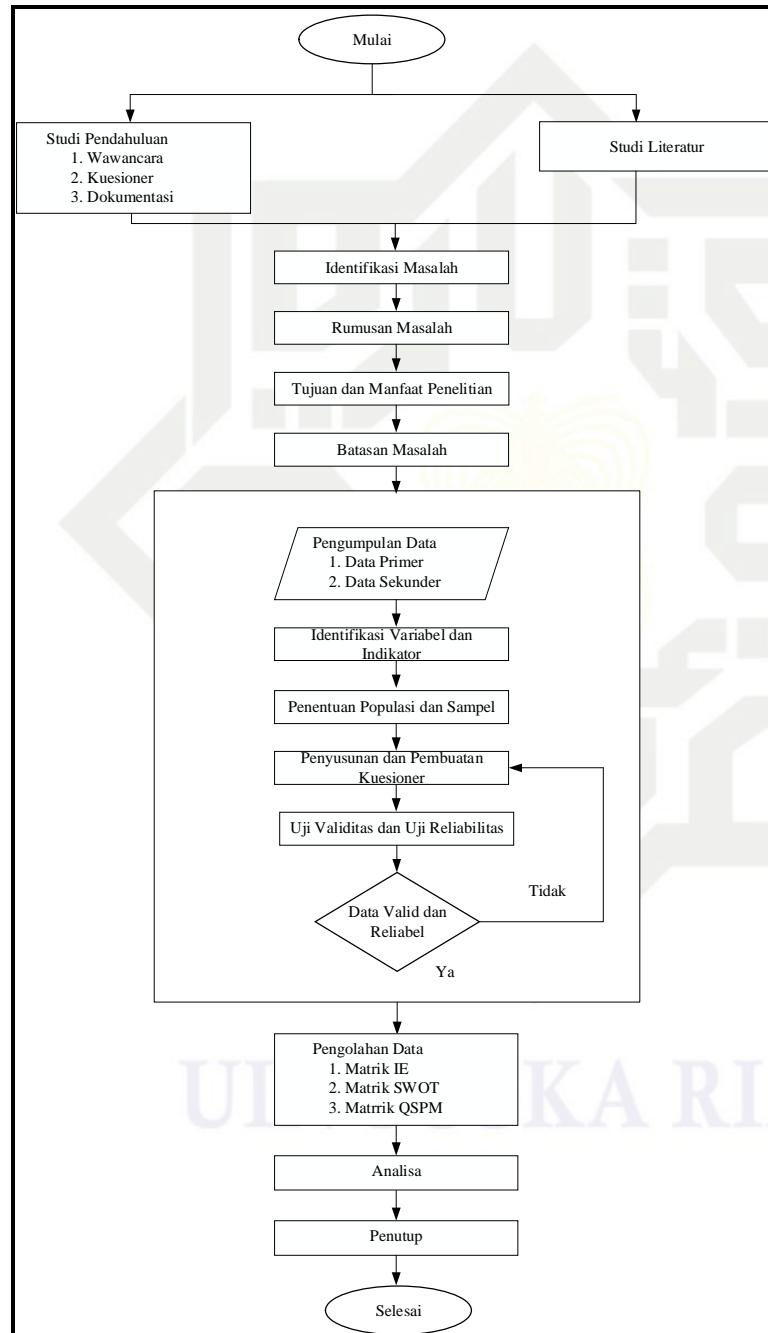 Mulai
Studi Pendahuluan
1. Wawancara
2. Kuesioner
3. Dokumentasi
Studi Literatur
Identifikasi Masalah
Rumusan Masalah
Tujuan dan Manfaat Penelitian
Batasan Masalah
Pengumpulan Data
1. Data Primer
2. Data Sekunder
Identifikasi Variabel dan
Indikator
Penentuan Populasi dan Sampel
Penyusunan dan Pembuatan
Kuesioner
Uji Validitas dan Uji Reliabilitas
Data Valid dan
Reliabel
Tidak
Ya
Pengolahan Data
1. Matrik IE
2. Matrik SWOT
3. Matrrik QSPM
Analisa
Penutup
Selesai